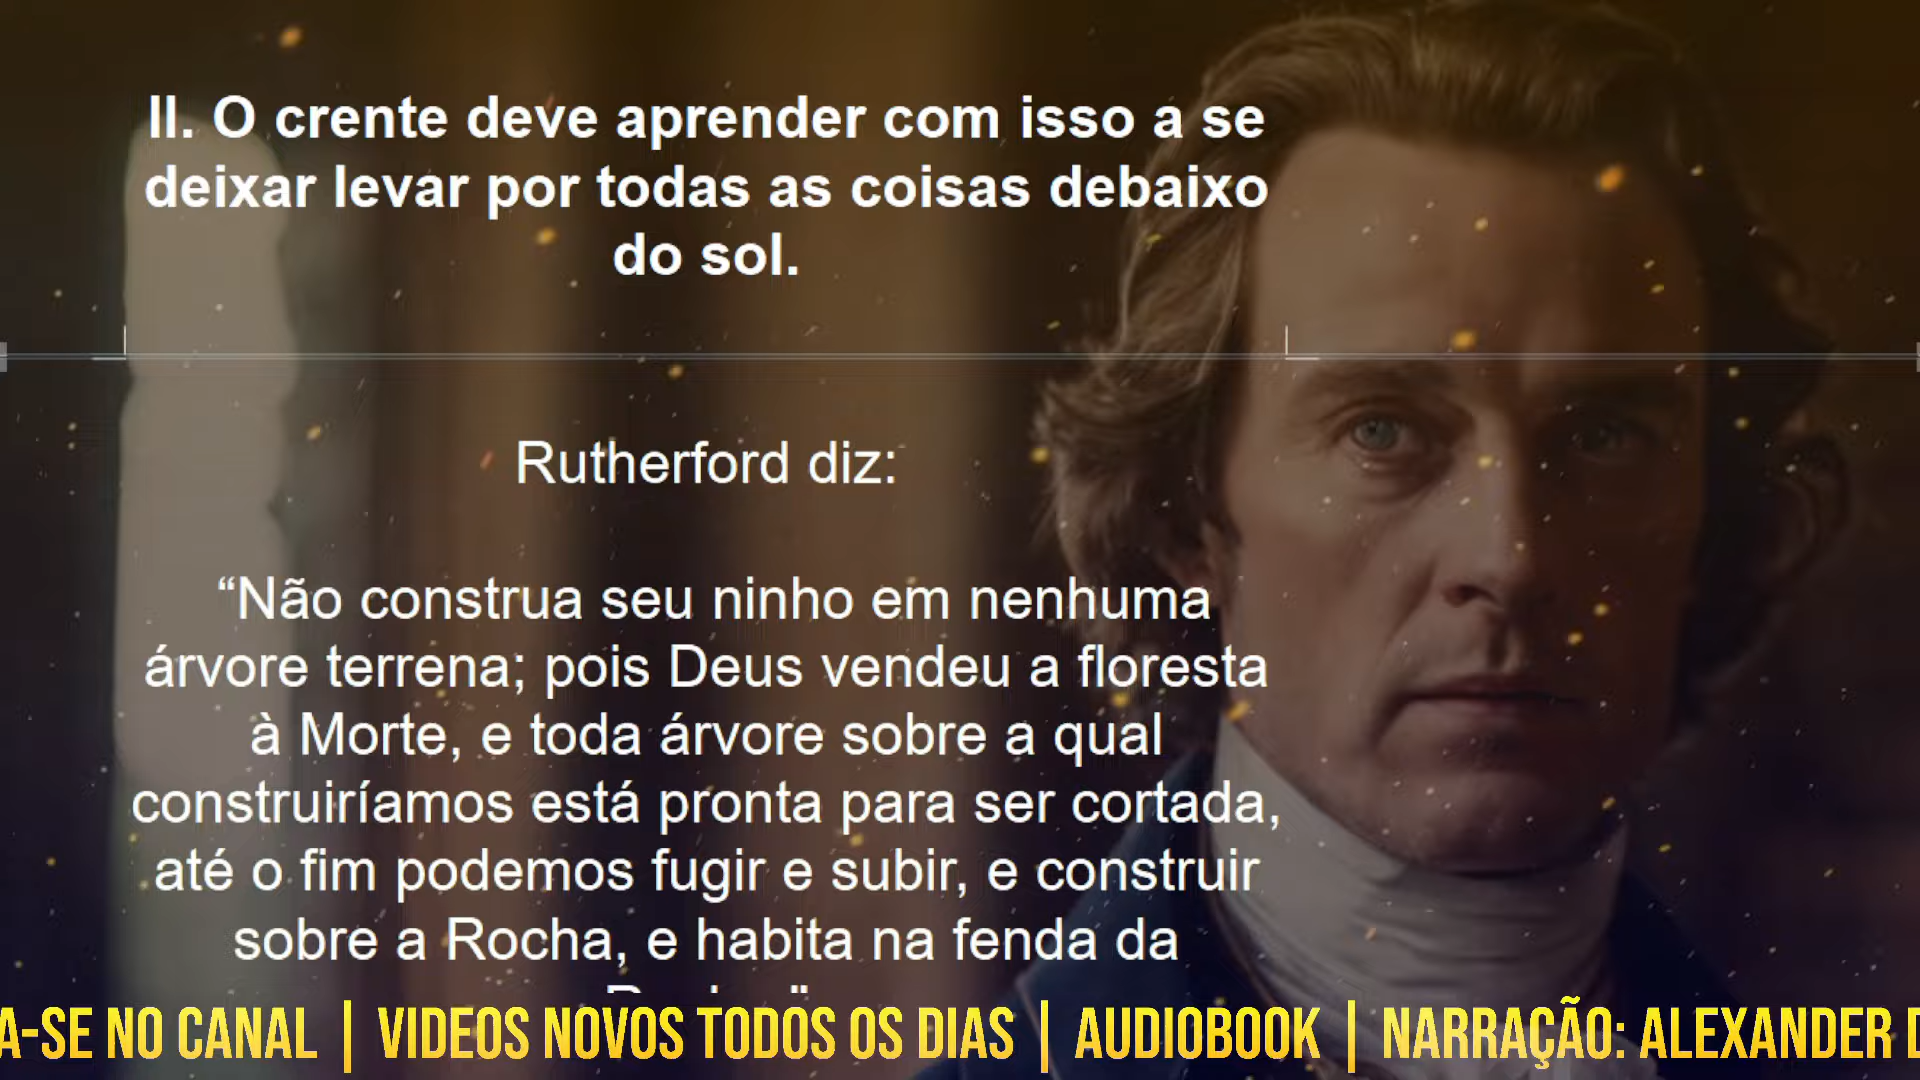 II. O crente deve aprender com isso a se
deixar levar por todas as coisas debaixo
do sol.
Rutherford diz:
“Não construa seu ninho em nenhuma
árvore terrena; pois Deus vendeu a floresta
à Morte, e toda árvore sobre a qual
construiríamos está pronta para ser cortada,
até o fim podemos fugir e subir, e construir
sobre a Rocha, e habita na fenda da
A-SE NO CANAL | VIDEOS NOVOS TODOS OS DIAS | AUDIOBOOK | NARRAÇÃO: ALEXANDER D